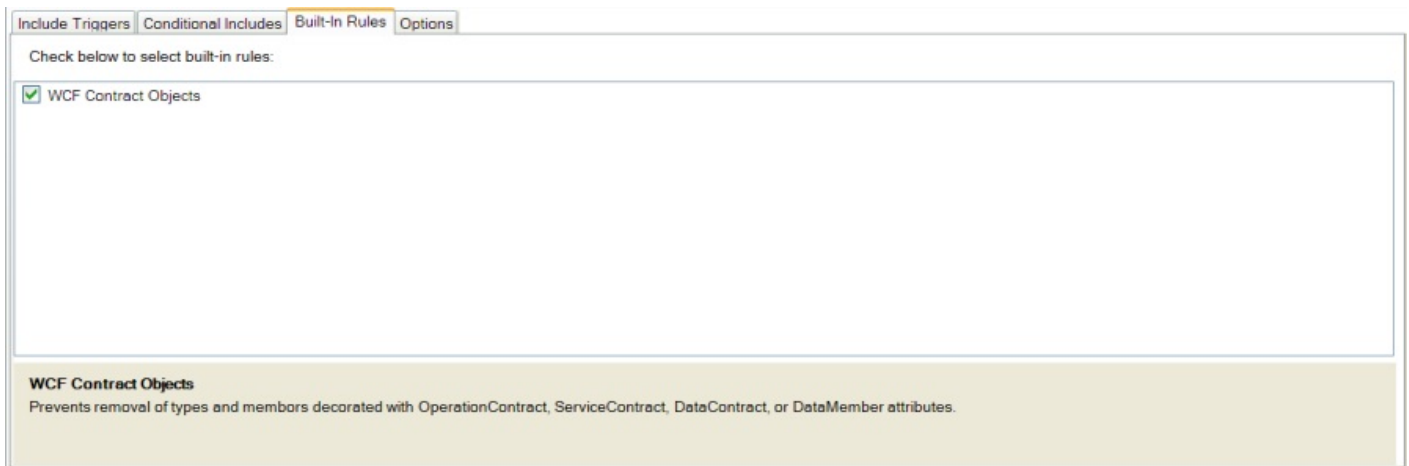 Include Triggers Conditional Includes Built-In Rules Options
Check below to select built-in rules:
WCF Contract Objects
WCF Contract Objects
Prevents removal of types and membors decorated with OperationContract, ServiceContract, DataContract, or DataMember attributes.